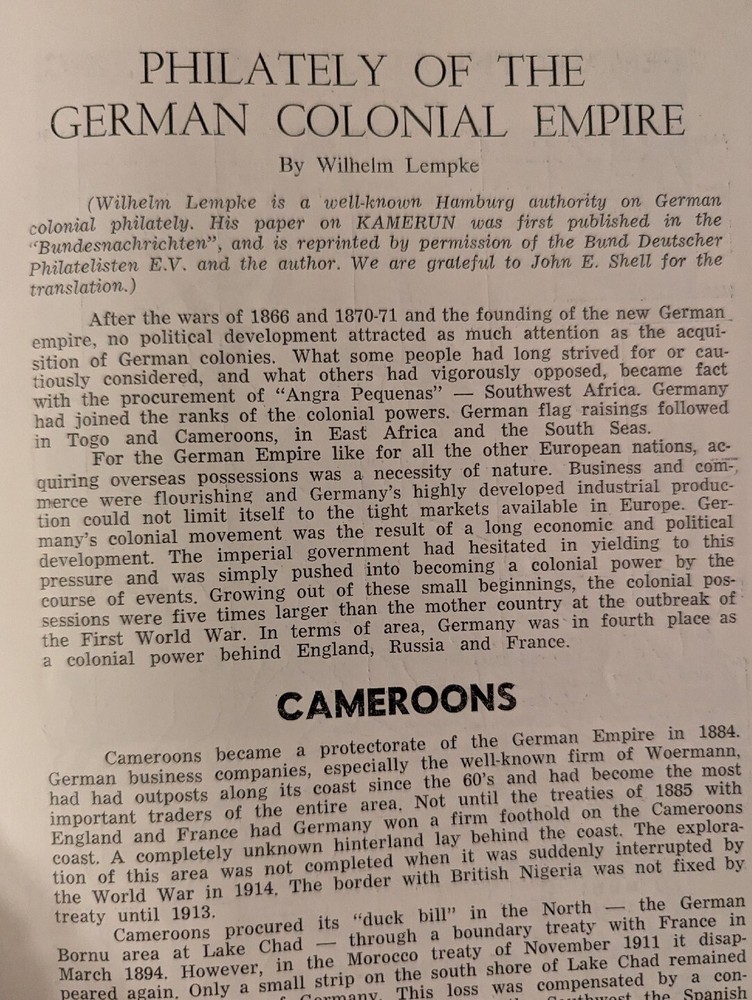 PHILATELY OF THE
GERMAN COLONIAL EMPIRE
By Wilhelm Lempke
(Wilhelm Lempke is a well-known Hamburg authority on German
colonial philately. His paper on KAMERUN was first published in the
"Bundesnachrichten", and is reprinted by permission of the Bund Deutscher
Philatelisten E.V. and the author. We are grateful to John E. Shell for the
translation.)
After the wars of 1866 and 1870-71 and the founding of the new German
empire, no political development attracted as much attention as the acqui-
sition of German colonies. What some people had long strived for or cau-
tiously considered, and what others had vigorously opposed, became fact
with the procurement of "Angra Pequenas" — Southwest Africa. Germany
had joined the ranks of the colonial powers. German flag raisings followed
in Togo and Cameroons, in East Africa and the South Seas.
For the German Empire like for all the other European nations, ac-
quiring overseas possessions was a necessity of nature. Business and com-
merce were flourishing and Germany's highly developed industrial produc-
tion could not limit itself to the tight markets available in Europe. Ger-
many's colonial movement was the result of a long economic and political
development. The imperial government had hesitated in yielding to this
pressure and was simply pushed into becoming a colonial power by the
course of events. Growing out of these small beginnings, the colonial pos-
sessions were five times larger than the mother country at the outbreak of
the First World War. In terms of area, Germany was in fourth place as
a colonial power behind England, Russia and France.
CAMEROONS
Cameroons became a protectorate of the German Empire in 1884.
German business companies, especially the well-known firm of Woermann,
had had outposts along its coast since the 60's and had become the most
important traders of the entire area. Not until the treaties of 1885 with
England and France had Germany won a firm foothold on the Cameroons
coast. A completely unknown hinterland lay behind the coast. The explora-
tion of this area was not completed when it was suddenly interrupted by
the World War in 1914. The border with British Nigeria was not fixed by
treaty until 1913.
Cameroons procured its "duck bill" in the North — the German
Bornu area at Lake Chad — through a boundary treaty with France in
March 1894. However, in the Morocco treaty of November 1911 it disap-
peared again. Only a small strip on the south shore of Lake Chad remained
of Germany. This loss was compensated by a con-
the Spanish